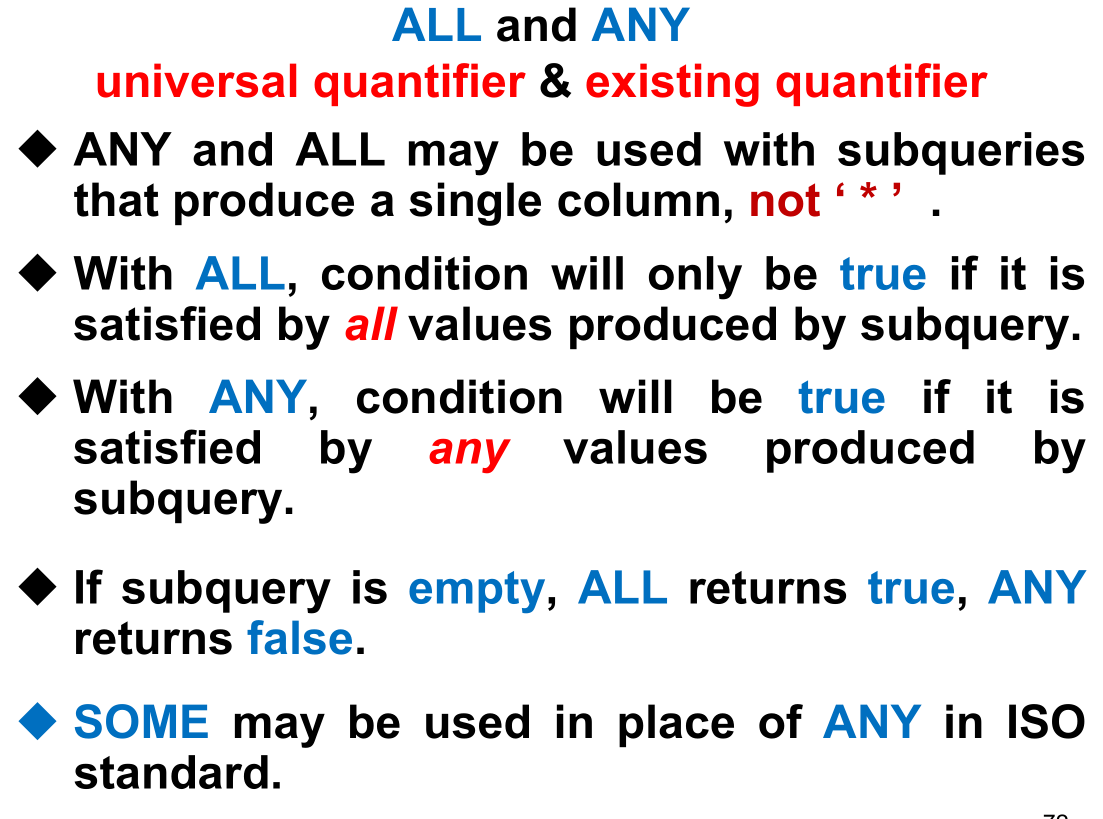 ALL and ANY
universal quantifier & existing quantifier
◆ ANY and ALL may be used with subqueries
that produce a single column, not ‘ * ’ .
◆ With ALL, condition will only be true if it is
satisfied by all values produced by subquery.
◆ With ANY, condition will be true if it is
satisfied by any values produced by
subquery.
◆ If subquery is empty, ALL returns true, ANY
returns false.
◆ SOME may be used in place of ANY in ISO
standard.